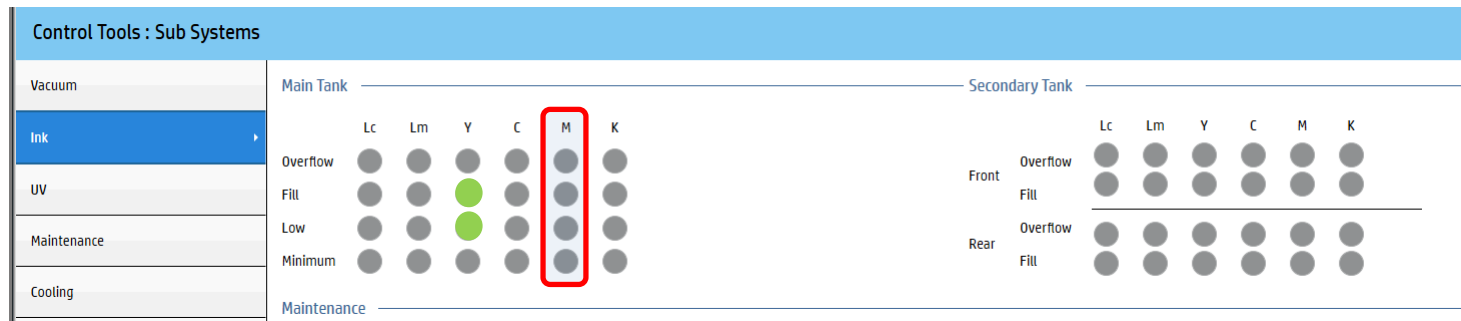 Control Tools : Sub Systems
Vacuum
Ink
UV
Maintenance
Cooling
Main Tank
Lc Lm Y C M K
Overflow
Fill
Low
Minimum
Secondary Tank
Lc Lm Y C M K
Front
Overflow
Fill
Rear
Overflow
Fill
Maintenance